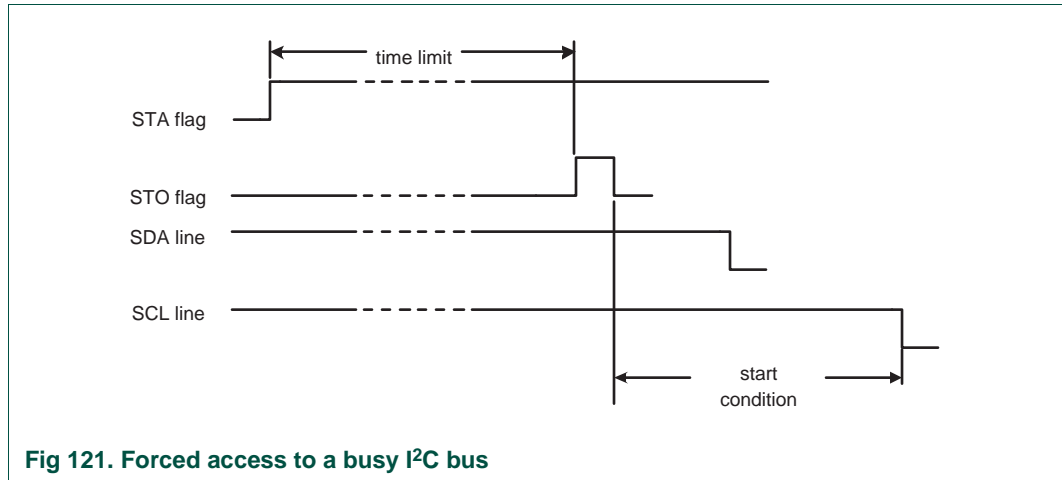 time limit
STA flag
STO flag
SDA line
SCL line
start
condition
Fig 121. Forced access to a busy I²C bus